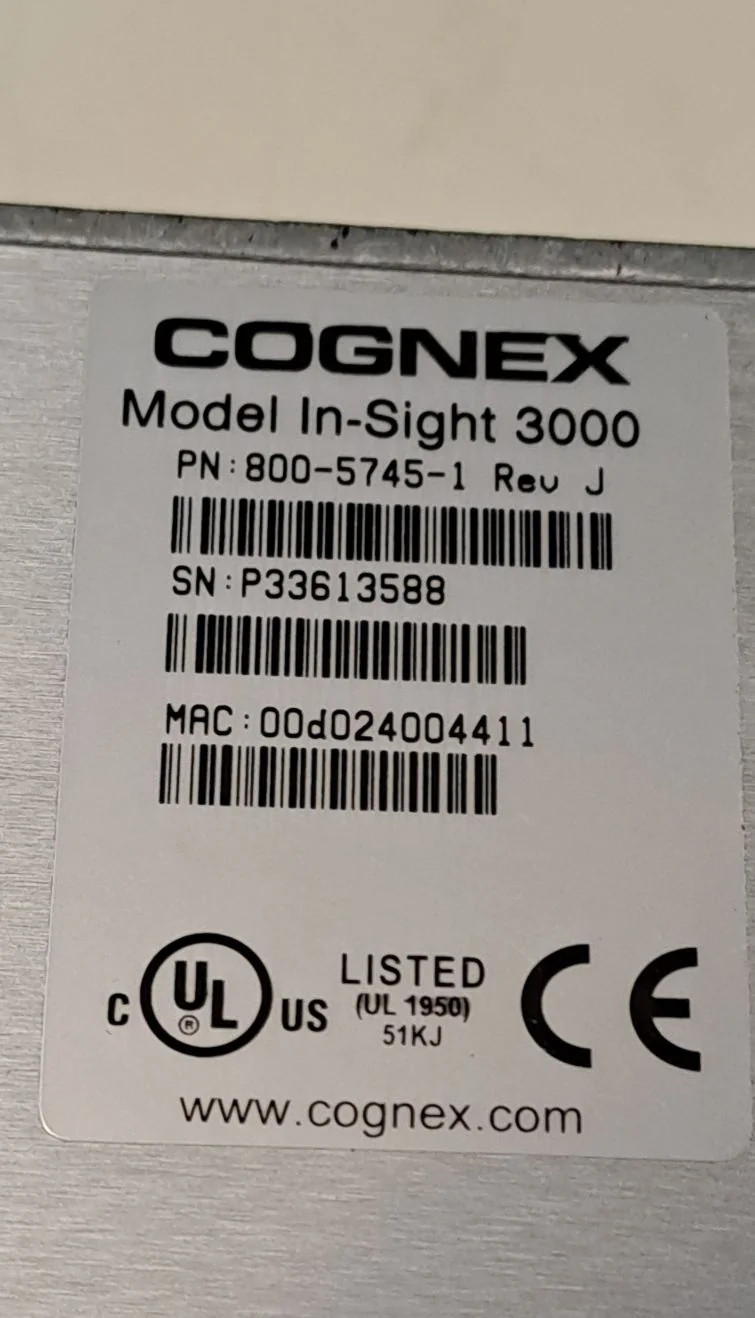 COGNEX
Model In-Sight 3000
PN:800-5745-1 Rev J
SN:P33613588
MAC:00d024004411
C UL ® US LISTED
(UL 1950)
51KJ
CE
www.cognex.com